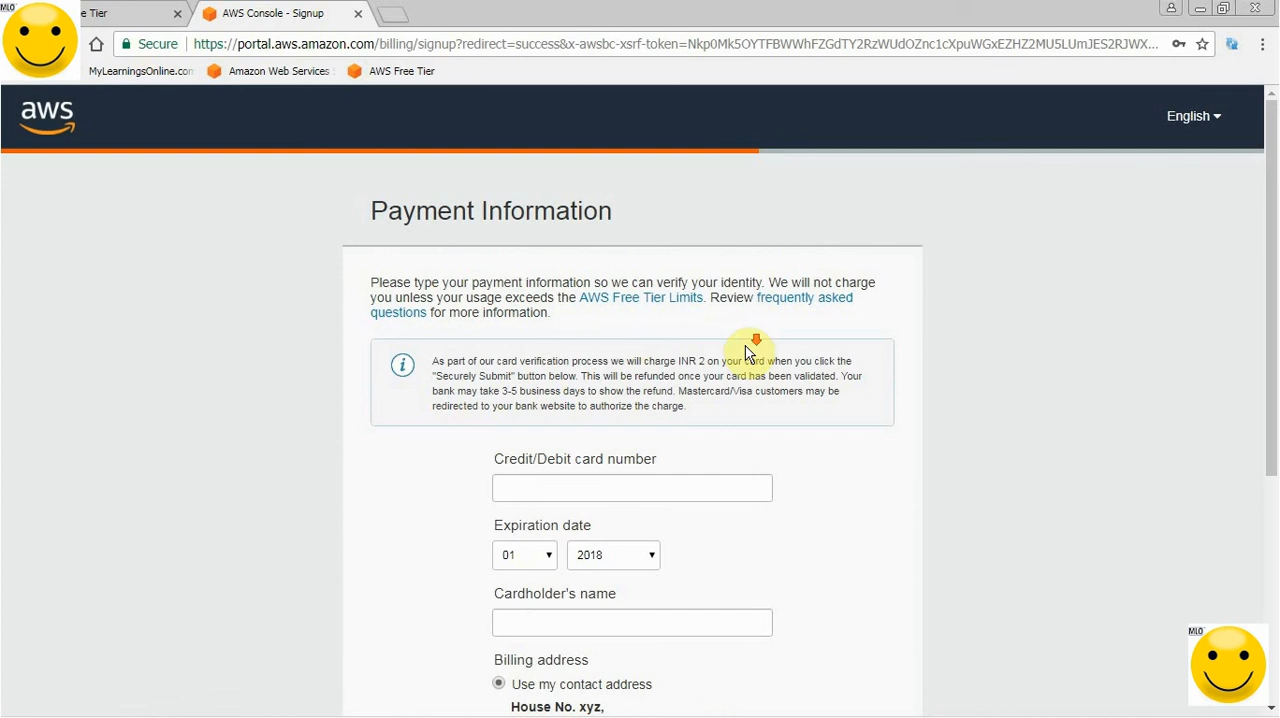 MLO
e Tier
AWS Console - Signup
Secure
https://portal.aws.amazon.com/billing/signup?redirect=success&x-awsbc-xsrf-token=Nkp0Mk5OYTFBWWhFZGdTY2RzWUdOZnc1cXpuWGxEZHZ2MU5LUmJES2RJWX...
MyLearningsOnline.con
Amazon Web Services
AWS Free Tier
aws
English
Payment Information
Please type your payment information so we can verify your identity. We will not charge
you unless your usage exceeds the AWS Free Tier Limits. Review frequently asked
questions for more information.
As part of our card verification process we will charge INR 2 on your card when you click the
"Securely Submit" button below. This will be refunded once your card has been validated. Your
bank may take 3-5 business days to show the refund. Mastercard/Visa customers may be
redirected to your bank website to authorize the charge.
Credit/Debit card number
Expiration date
01
2018
Cardholder's name
MLO
Billing address
Use my contact address
House No. xyz,